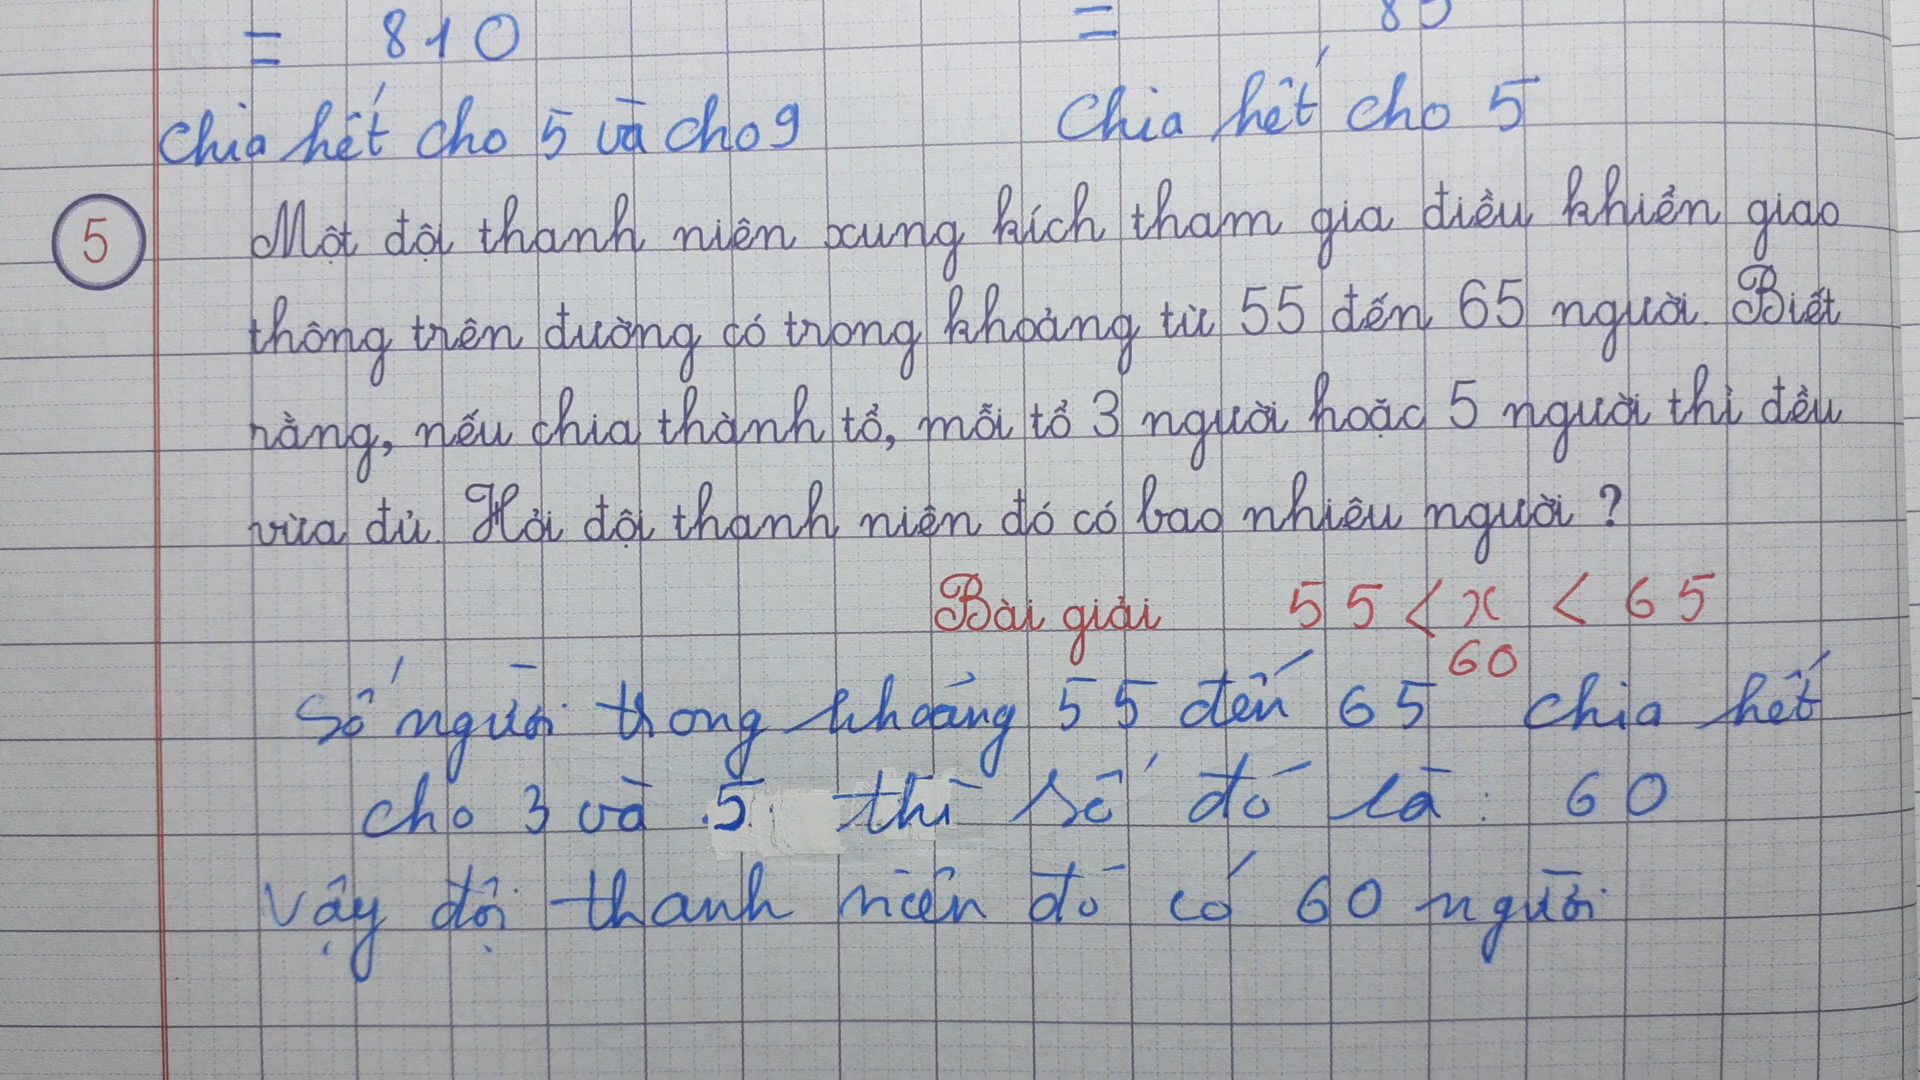 = 810 = 85
Chia hết cho 5 và cho 9 Chia hết cho 5
5 Một đội thanh niên xung kích tham gia điều khiển giao
thông trên đường có trong khoảng từ 55 đến 65 người. Biết
rằng, nếu chia thành tổ, mỗi tổ 3 người hoặc 5 người thì đều
vừa đủ. Hỏi đội thanh niên đó có bao nhiêu người?
Bài giải 55 < x < 65
60
Số người trong khoảng 55 đến 65 chia hết
cho 3 và 5 thì số đó là: 60
Vậy đội thanh niên đó có 60 người